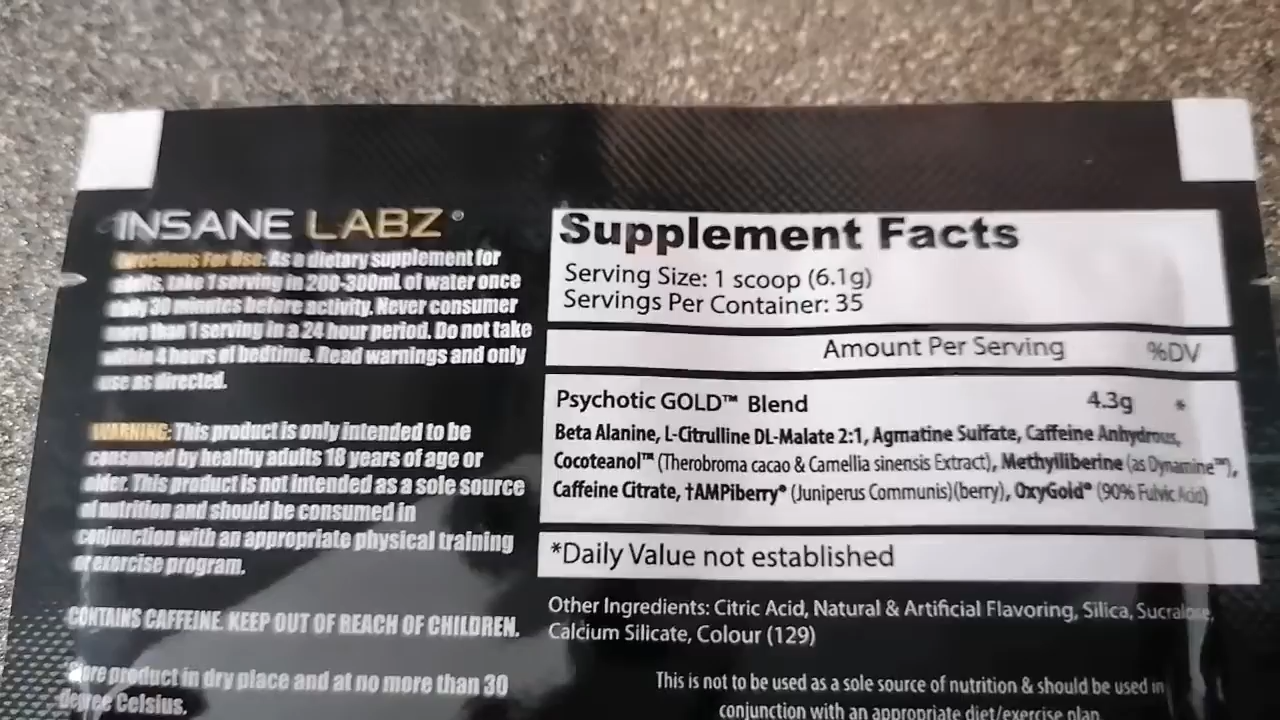 INSANE LABZ®
Directions For Use: As a dietary supplement for
adults, take 1 serving in 200-300mL of water once
daily 30 minutes before activity. Never consumer
more than 1 serving in a 24 hour period. Do not take
within 4 hours of bedtime. Read warnings and only
use as directed.
WARNING: This product is only intended to be
consumed by healthy adults 18 years of age or
older. This product is not intended as a sole source
of nutrition and should be consumed in
conjunction with an appropriate physical training
or exercise program.
CONTAINS CAFFEINE. KEEP OUT OF REACH OF CHILDREN.
Store product in dry place and at no more than 30
degree Celsius.
Supplement Facts
Serving Size: 1 scoop (6.1g)
Servings Per Container: 35
Amount Per Serving %DV
Psychotic GOLD™ Blend 4.3g *
Beta Alanine, L-Citrulline DL-Malate 2:1, Agmatine Sulfate, Caffeine Anhydrous,
Cocoteanol™ (Therobroma cacao & Camellia sinensis Extract), Methylliberine (as Dynamine™),
Caffeine Citrate, †AMPiberry® (Juniperus Communis)(berry), OxyGold® (90% Fulvic Acid)
*Daily Value not established
Other Ingredients: Citric Acid, Natural & Artificial Flavoring, Silica, Sucralose,
Calcium Silicate, Colour (129)
This is not to be used as a sole source of nutrition & should be used in
conjunction with an appropriate diet/exercise plan